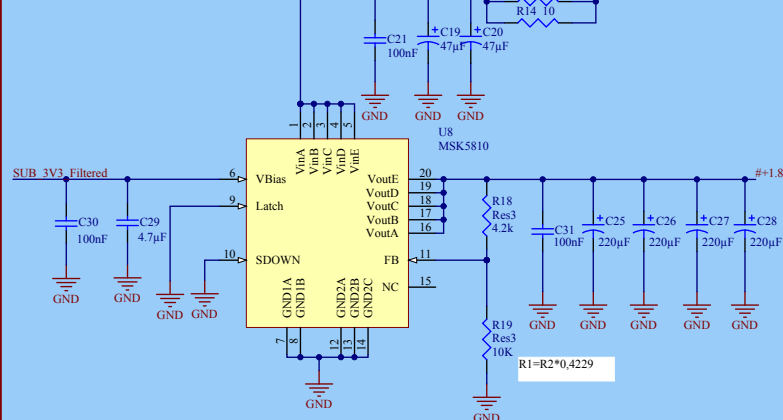 R14 10
C21
100nF
C19
47µF
C20
47µF
GND
GND
GND
U8
MSK5810
1
2
3
4
5
VinA
VinB
VinC
VinD
VinE
SUB_3V3_Filtered
6
VBias
9
Latch
10
SDOWN
VoutE
20
VoutD
19
VoutC
18
VoutB
17
VoutA
16
FB
11
NC
15
GND1A
GND1B
GND2A
GND2B
GND2C
7
8
12
13
14
GND
C30
100nF
GND
C29
4.7µF
GND
GND
GND
R18
Res3
4.2k
R19
Res3
10K
GND
R1=R2*0,4229
C31
100nF
GND
C25
220µF
GND
C26
220µF
GND
C27
220µF
GND
C28
220µF
GND
#+1.8